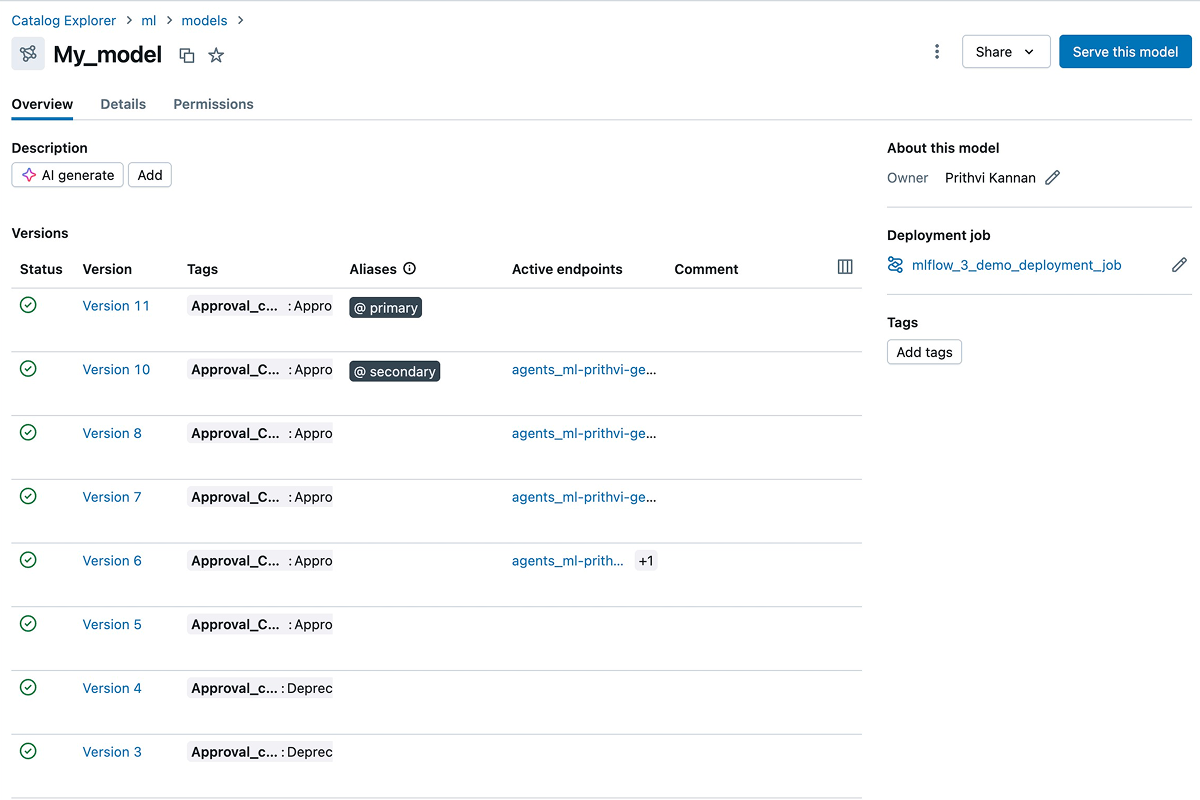 Catalog Explorer > ml > models >
My_model
Share
Serve this model
Overview Details Permissions
Description
AI generate Add
Versions
Status Version Tags Aliases Active endpoints Comment
Version 11 Approval_c... : Appro @ primary
Version 10 Approval_C... : Appro @ secondary agents_ml-prithvi-ge...
Version 8 Approval_C... : Appro agents_ml-prithvi-ge...
Version 7 Approval_C... : Appro agents_ml-prithvi-ge...
Version 6 Approval_C... : Appro agents_ml-prith... +1
Version 5 Approval_C... : Appro
Version 4 Approval_c... : Deprec
Version 3 Approval_c... : Deprec
About this model
Owner Prithvi Kannan
Deployment job
mlflow_3_demo_deployment_job
Tags
Add tags